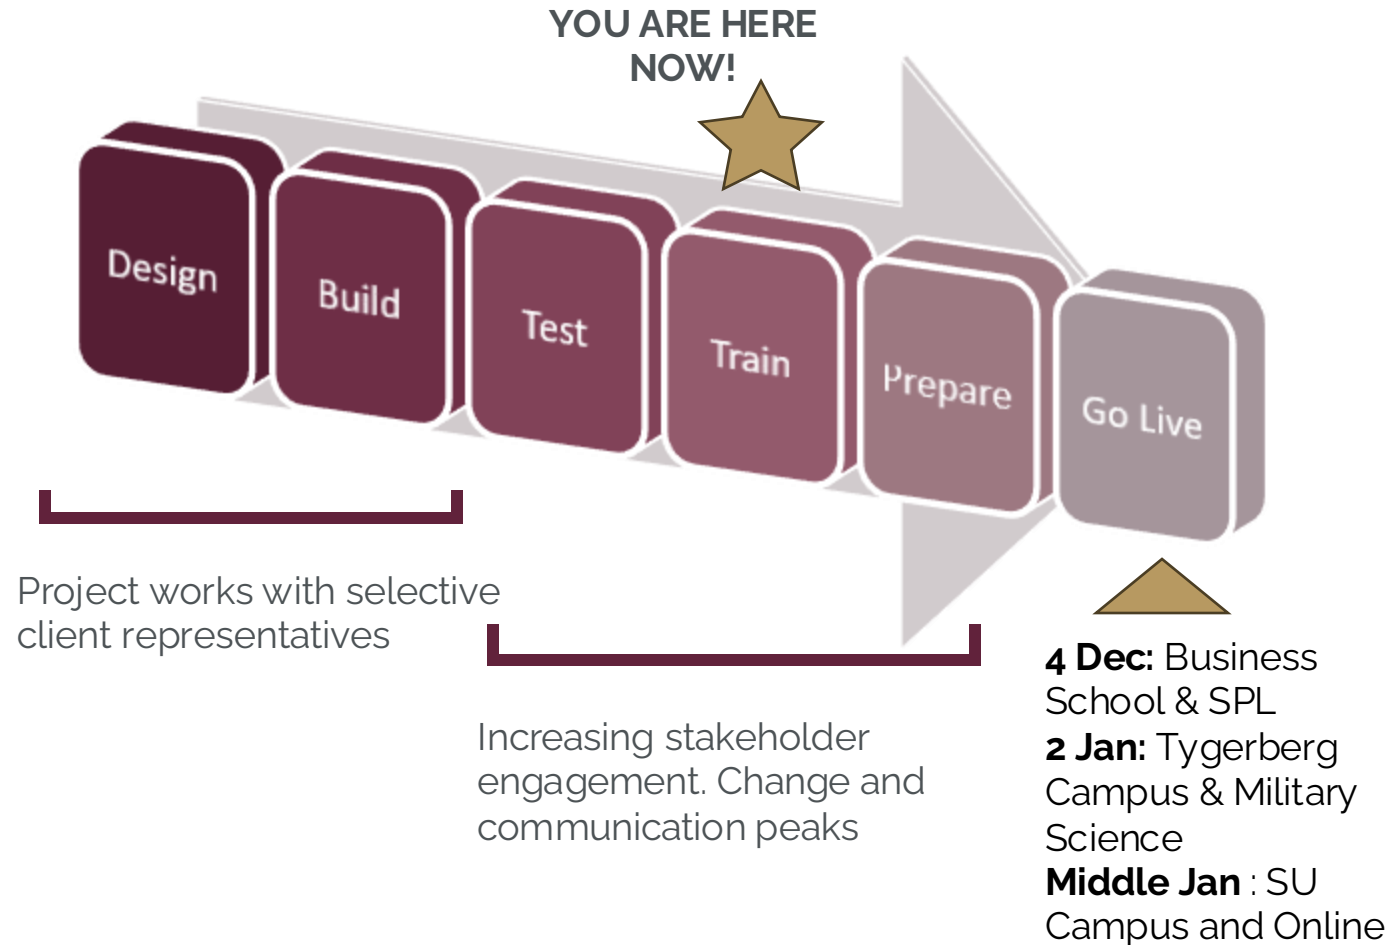 YOU ARE HERE
NOW!
Design
Build
Test
Train
Prepare
Go Live
Project works with selective
client representatives
Increasing stakeholder
engagement. Change and
communication peaks
4 Dec: Business
School & SPL
2 Jan: Tygerberg
Campus & Military
Science
Middle Jan : SU
Campus and Online